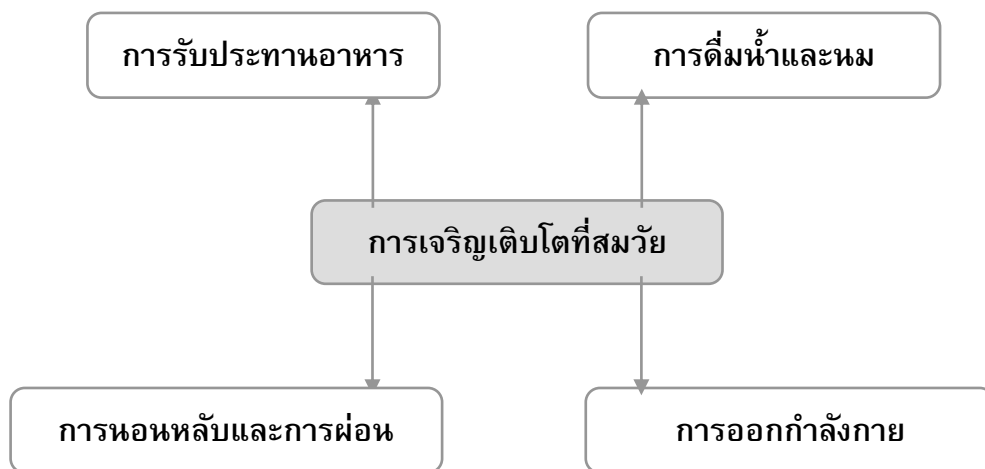 การรับประทานอาหาร
การดื่มน้ำและนม
การเจริญเติบโตที่สมวัย
การนอนหลับและการผ่อน
การออกกำลังกาย